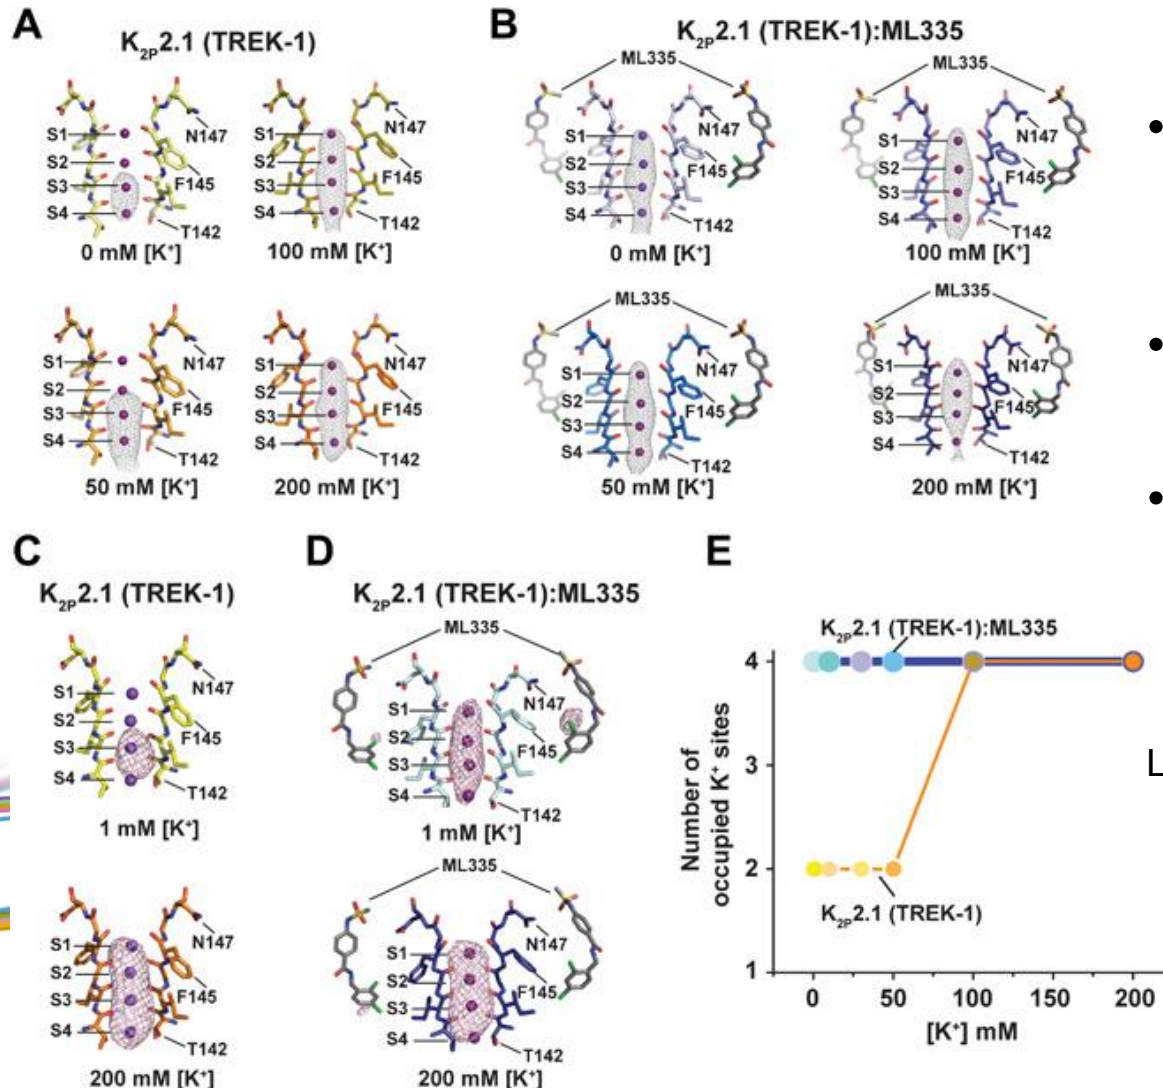 A
K2P2.1 (TREK-1)
S1
S2
S3
S4
N147
F145
T142
0 mM [K+]
S1
S2
S3
S4
N147
F145
T142
100 mM [K+]
S1
S2
S3
S4
N147
F145
T142
50 mM [K+]
S1
S2
S3
S4
N147
F145
T142
200 mM [K+]
B
K2P2.1 (TREK-1):ML335
ML335
S1
S2
S3
S4
N147
F145
T142
0 mM [K+]
ML335
S1
S2
S3
S4
N147
F145
T142
100 mM [K+]
ML335
S1
S2
S3
S4
N147
F145
T142
50 mM [K+]
ML335
S1
S2
S3
S4
N147
F145
T142
200 mM [K+]
•
•
•
C
K2P2.1 (TREK-1)
S1
S2
S3
S4
N147
F145
T142
1 mM [K+]
S1
S2
S3
S4
N147
F145
T142
200 mM [K+]
D
K2P2.1 (TREK-1):ML335
ML335
S1
S2
S3
S4
N147
F145
T142
1 mM [K+]
ML335
S1
S2
S3
S4
N147
F145
T142
200 mM [K+]
E
K2P2.1 (TREK-1):ML335
K2P2.1 (TREK-1)
Number of
occupied K+ sites
4
3
2
1
0
50
100
150
200
[K+] mM
L